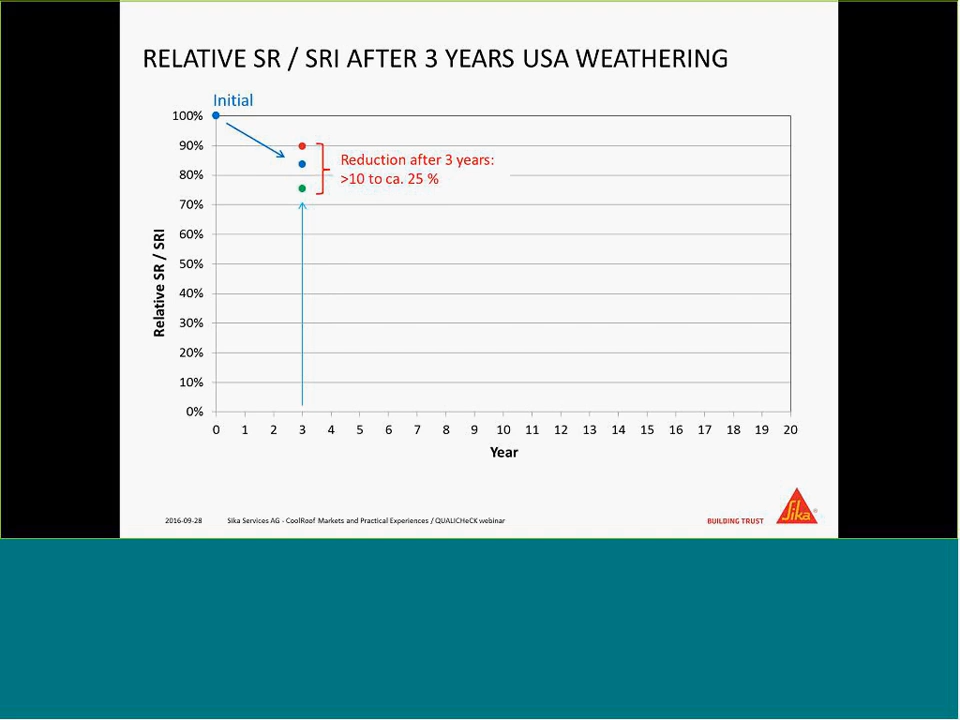 RELATIVE SR / SRI AFTER 3 YEARS USA WEATHERING
Initial
100%
90%
80%
70%
60%
50%
40%
30%
20%
10%
0%
Relative SR / SRI
Reduction after 3 years:
>10 to ca. 25 %
0 1 2 3 4 5 6 7 8 9 10 11 12 13 14 15 16 17 18 19 20
Year
2016-09-28 Sika Services AG - CoolRoof Markets and Practical Experiences / QUALICHeCK webinar
BUILDING TRUST
Sika®